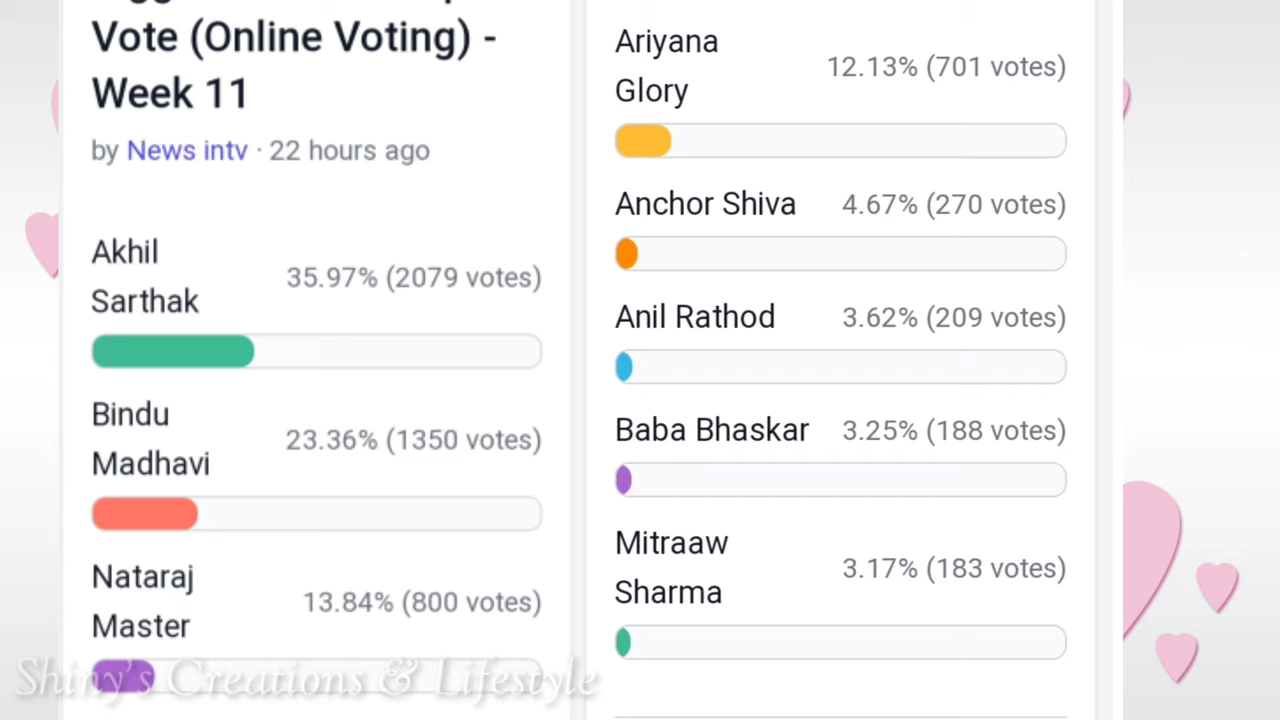 Vote (Online Voting) -
Week 11
by News intv · 22 hours ago
Akhil
Sarthak
35.97% (2079 votes)
Bindu
Madhavi
23.36% (1350 votes)
Nataraj
Master
13.84% (800 votes)
Ariyana
Glory
12.13% (701 votes)
Anchor Shiva
4.67% (270 votes)
Anil Rathod
3.62% (209 votes)
Baba Bhaskar
3.25% (188 votes)
Mitraaw
Sharma
3.17% (183 votes)
Shiny's Creations & Lifestyle